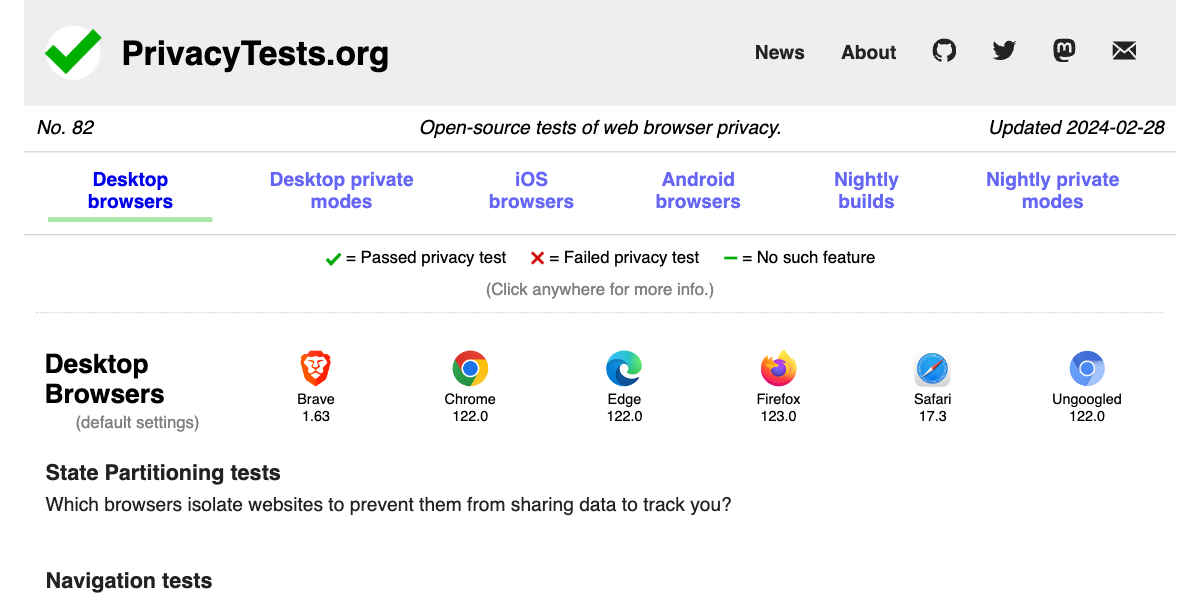 PrivacyTests.org
News About
No. 82 Open-source tests of web browser privacy. Updated 2024-02-28
Desktop browsers
Desktop private modes
iOS browsers
Android browsers
Nightly builds
Nightly private modes
= Passed privacy test = Failed privacy test = No such feature
(Click anywhere for more info.)
Desktop Browsers
(default settings)
Brave 1.63
Chrome 122.0
Edge 122.0
Firefox 123.0
Safari 17.3
Ungoogled 122.0
State Partitioning tests
Which browsers isolate websites to prevent them from sharing data to track you?
Navigation tests